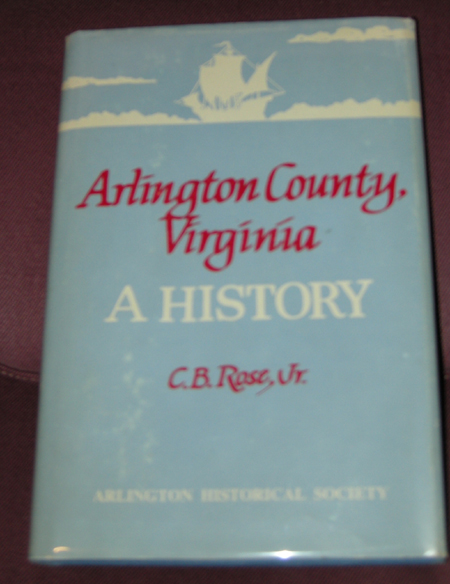 Arlington County,
Virginia
A HISTORY
C.B. Rose, Jr.
ARLINGTON HISTORICAL SOCIETY